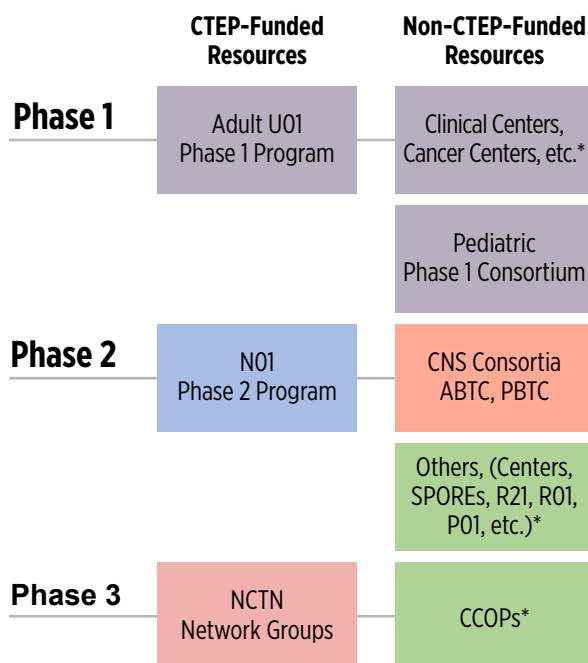 CTEP-Funded
Resources
Non-CTEP-Funded
Resources
Phase 1
Adult U01
Phase 1 Program
Clinical Centers,
Cancer Centers, etc.*
Pediatric
Phase 1 Consortium
Phase 2
N01
Phase 2 Program
CNS Consortia
ABTC, PBTC
Others, (Centers,
SPOREs, R21, R01,
P01, etc.)*
Phase 3
NCTN
Network Groups
CCOPs*